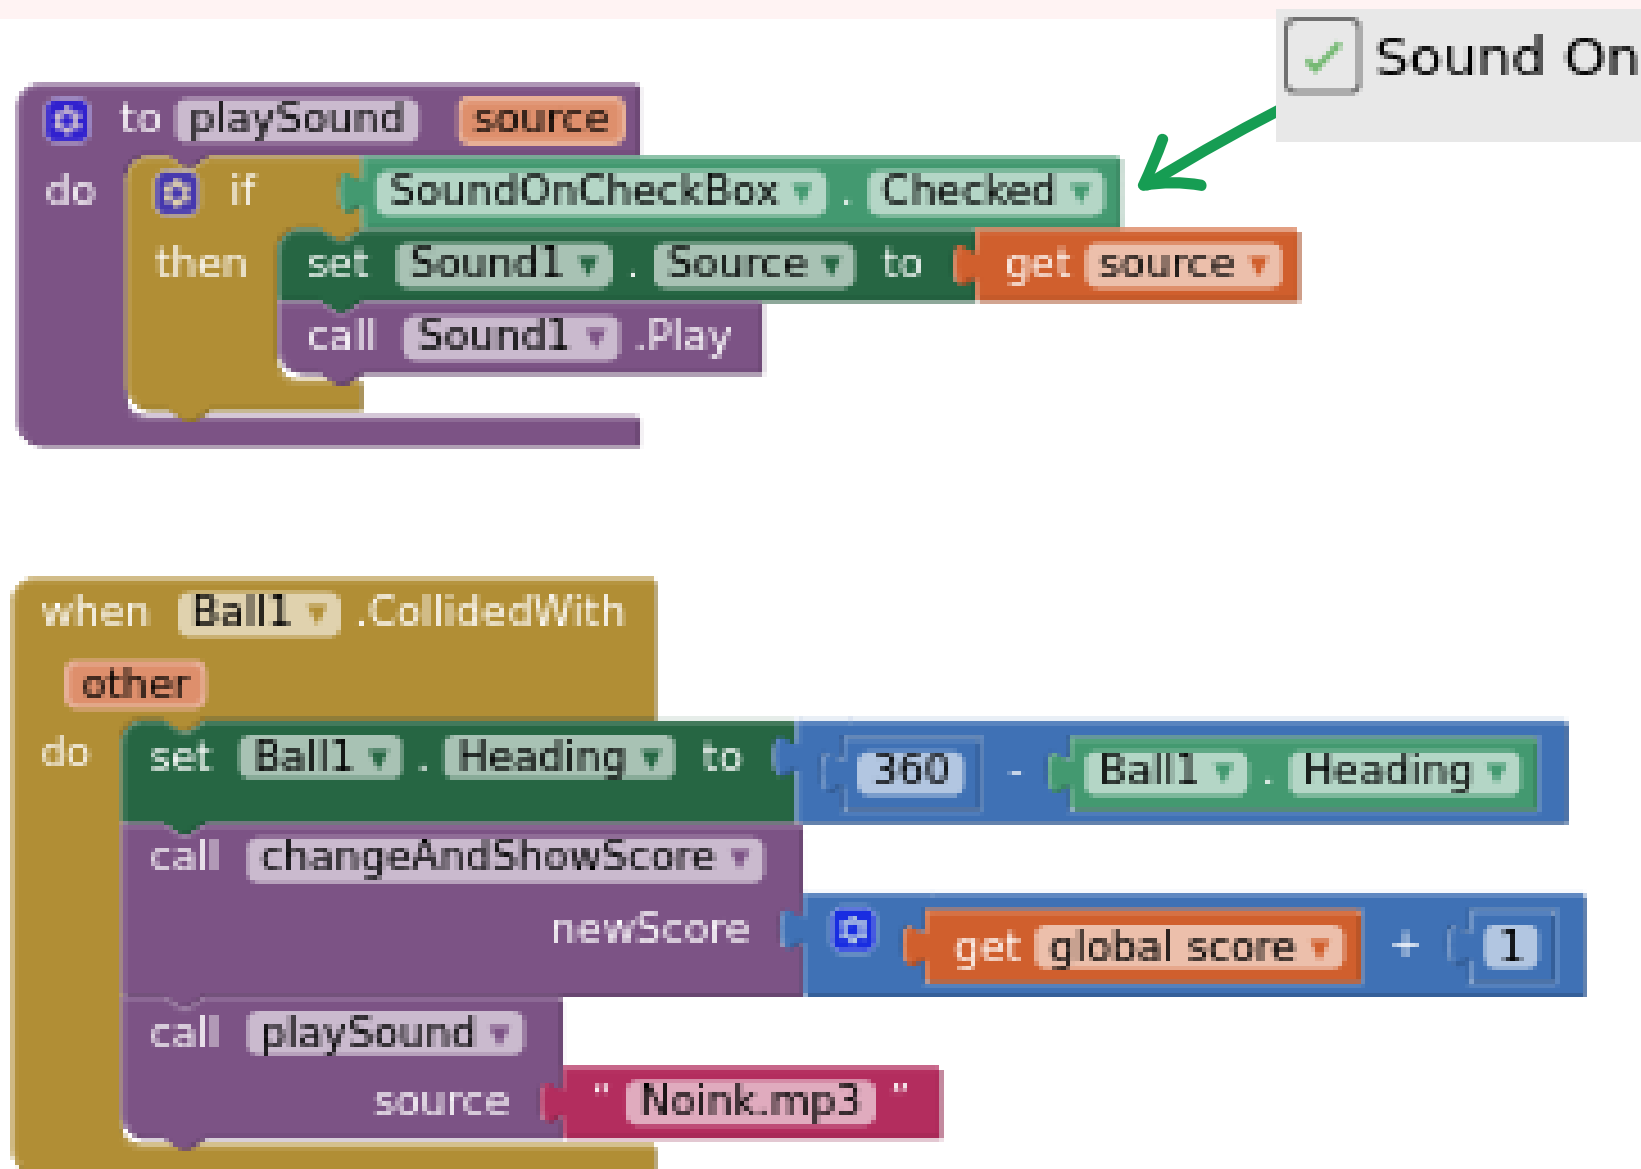 Sound On
to playSound source
do if SoundOnCheckBox . Checked
then set Sound1 . Source to get source
call Sound1 .Play
when Ball1 .CollidedWith
other
do set Ball1 . Heading to 360 - Ball1 . Heading
call changeAndShowScore
newScore get global score + 1
call playSound
source " Noink.mp3 "